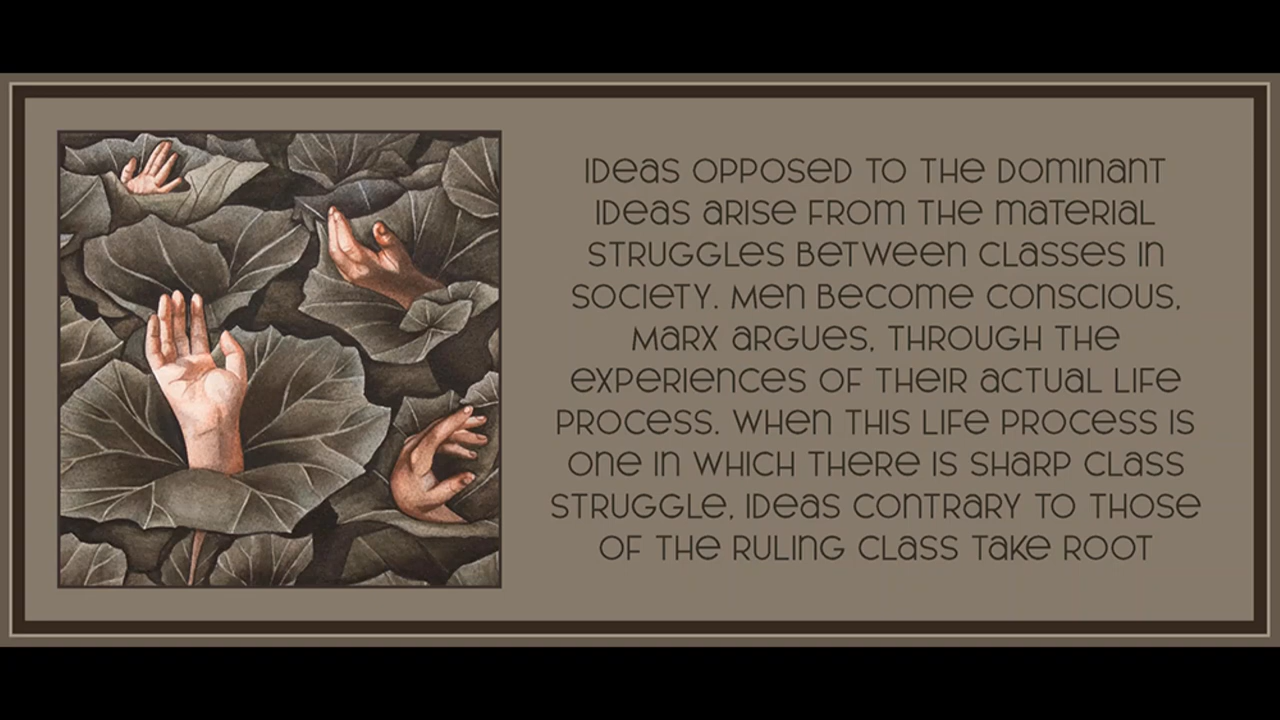 IDEAS OPPOSED TO THE DOMINANT
IDEAS ARISE FROM THE MATERIAL
STRUGGLES BETWEEN CLASSES IN
SOCIETY. MEN BECOME CONSCIOUS,
MARX ARGUES, THROUGH THE
EXPERIENCES OF THEIR ACTUAL LIFE
PROCESS. WHEN THIS LIFE PROCESS IS
ONE IN WHICH THERE IS SHARP CLASS
STRUGGLE, IDEAS CONTRARY TO THOSE
OF THE RULING CLASS TAKE ROOT